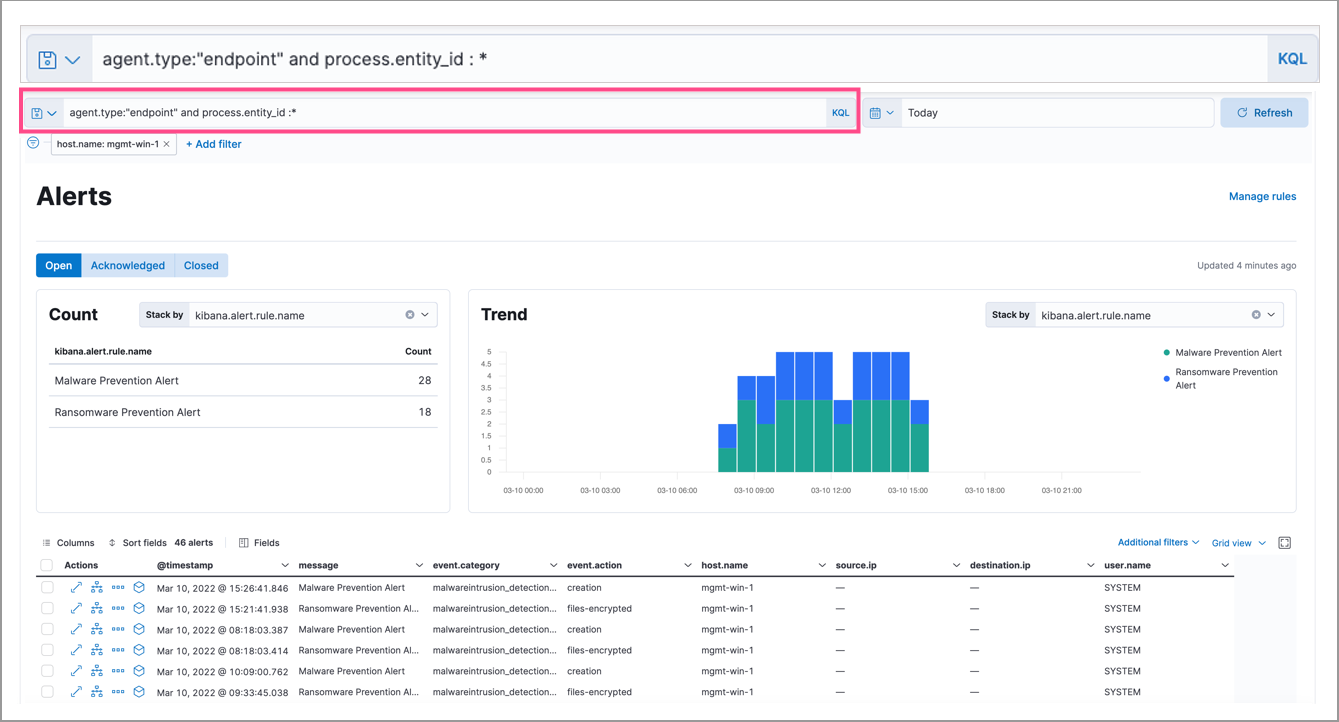 agent.type:"endpoint" and process.entity_id : * KQL
agent.type:"endpoint" and process.entity_id :* KQL Today Refresh
host.name: mgmt-win-1 × + Add filter
Alerts Manage rules
Open Acknowledged Closed Updated 4 minutes ago
Count Stack by kibana.alert.rule.name
kibana.alert.rule.name Count
Malware Prevention Alert 28
Ransomware Prevention Alert 18
Trend Stack by kibana.alert.rule.name
5
4.5
4
3.5
3
2.5
2
1.5
1
0.5
0
03-10 00:00 03-10 03:00 03-10 06:00 03-10 09:00 03-10 12:00 03-10 15:00 03-10 18:00 03-10 21:00
Malware Prevention Alert
Ransomware Prevention
Alert
Columns Sort fields 46 alerts Fields Additional filters Grid view
Actions @timestamp message event.category event.action host.name source.ip destination.ip user.name
Mar 10, 2022 @ 15:26:41.846 Malware Prevention Alert malwareintrusion_detection... creation mgmt-win-1 — — SYSTEM
Mar 10, 2022 @ 15:21:41.938 Ransomware Prevention Al... malwareintrusion_detection... files-encrypted mgmt-win-1 — — SYSTEM
Mar 10, 2022 @ 08:18:03.387 Malware Prevention Alert malwareintrusion_detection... creation mgmt-win-1 — — SYSTEM
Mar 10, 2022 @ 08:18:03.414 Ransomware Prevention Al... malwareintrusion_detection... files-encrypted mgmt-win-1 — — SYSTEM
Mar 10, 2022 @ 10:09:00.762 Malware Prevention Alert malwareintrusion_detection... creation mgmt-win-1 — — SYSTEM
Mar 10, 2022 @ 09:33:45.038 Ransomware Prevention Al... malwareintrusion_detection... files-encrypted mgmt-win-1 — — SYSTEM